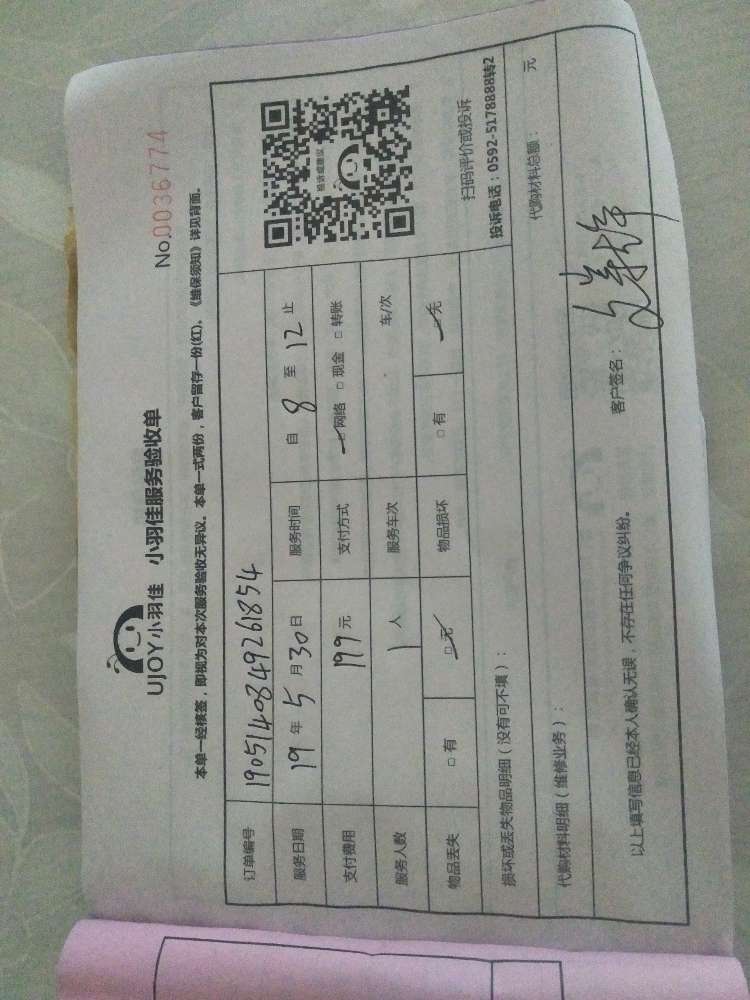 No.0036774
UJOY小羽佳 小羽佳服务验收单
本单一经核签，即视为对本次服务验收无异议。本单一式两份，客户留存一份(红)。《维保须知》详见背面。
订单编号 1905140849261854
服务日期 19年5月30日 服务时间 自8至12止
支付费用 199元 支付方式 □网络 □现金 □转账
服务人数 1人 服务车次 车/次
物品丢失 □有 □无 物品损坏 □有 □无
扫码评价或投诉
投诉电话：0592-5178888转2
损坏或丢失物品明细（没有可不填）：
代购材料明细（维修业务）： 代购材料总额： 元
以上填写信息已经本人确认无误，不存在任何争议纠纷。 客户签名：